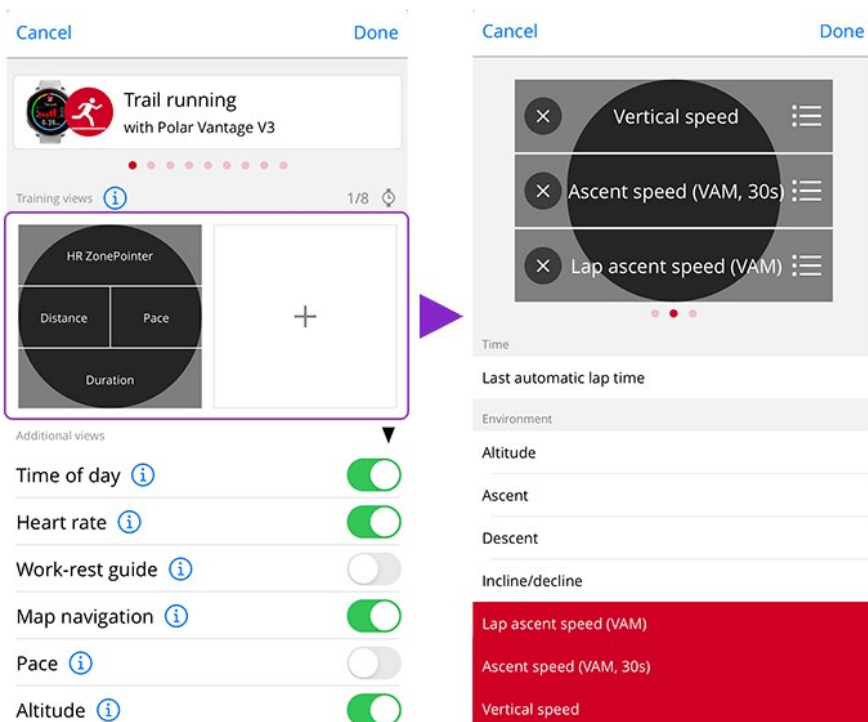 Cancel Done
Trail running
with Polar Vantage V3
Training views 1/8
HR ZonePointer
Distance Pace
Duration
Additional views
Time of day
Heart rate
Work-rest guide
Map navigation
Pace
Altitude
Cancel Done
Vertical speed
Ascent speed (VAM, 30s)
Lap ascent speed (VAM)
Time
Last automatic lap time
Environment
Altitude
Ascent
Descent
Incline/decline
Lap ascent speed (VAM)
Ascent speed (VAM, 30s)
Vertical speed